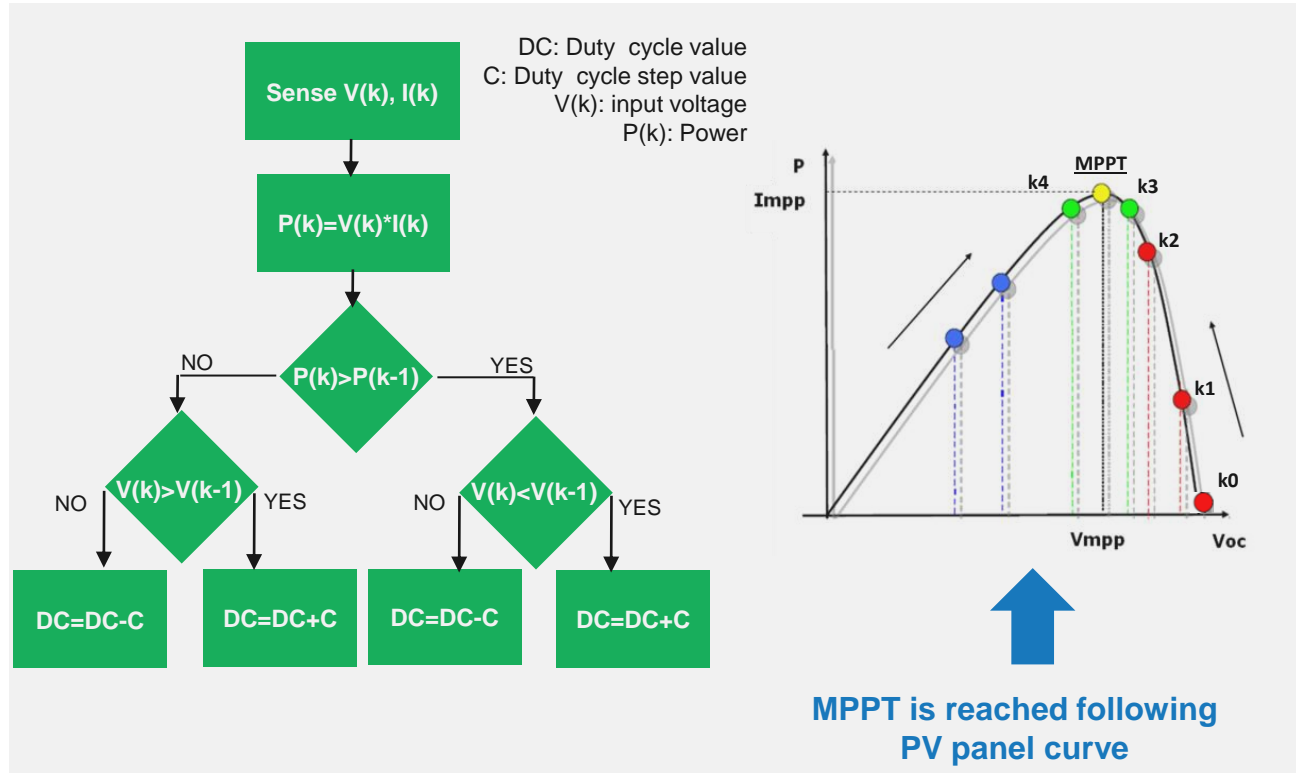 DC: Duty cycle value
C: Duty cycle step value
V(k): input voltage
P(k): Power
Sense V(k), I(k)
P(k)=V(k)*I(k)
P(k)>P(k-1)
NO
YES
V(k)>V(k-1)
NO
YES
V(k)<V(k-1)
NO
YES
DC=DC-C
DC=DC+C
DC=DC-C
DC=DC+C
P
MPPT
Impp
k4
k3
k2
k1
k0
Vmpp
Voc
MPPT is reached following
PV panel curve